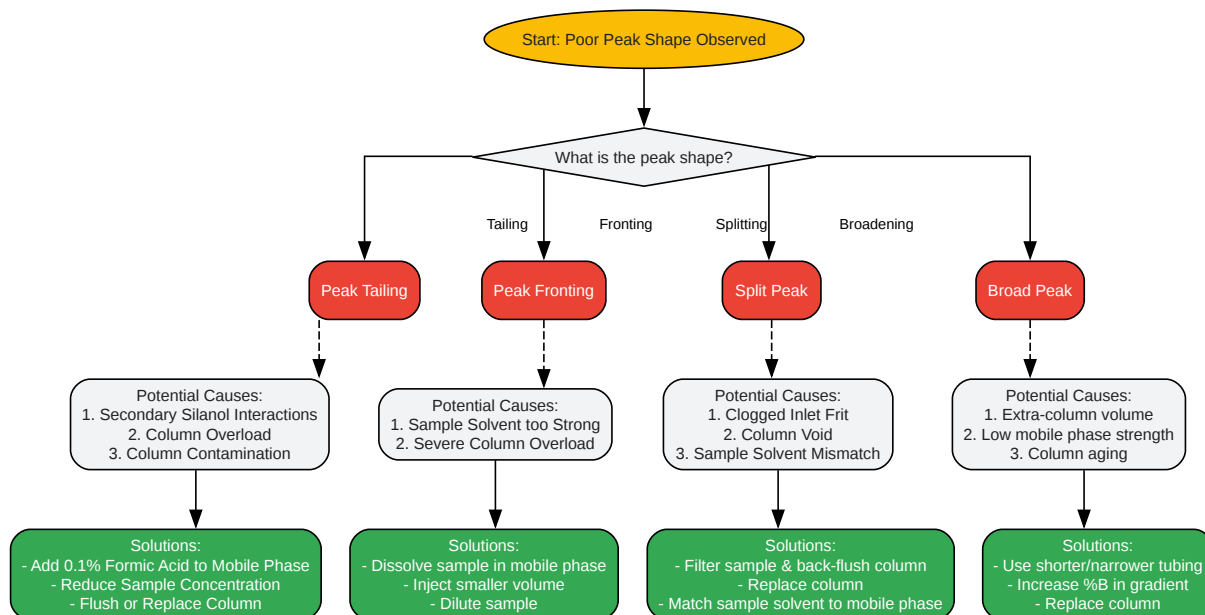 Start: Poor Peak Shape Observed
What is the peak shape?
Tailing
Fronting
Splitting
Broadening
Peak Tailing
Peak Fronting
Split Peak
Broad Peak
Potential Causes:
1. Secondary Silanol Interactions
2. Column Overload
3. Column Contamination
Potential Causes:
1. Sample Solvent too Strong
2. Severe Column Overload
Potential Causes:
1. Clogged Inlet Frit
2. Column Void
3. Sample Solvent Mismatch
Potential Causes:
1. Extra-column volume
2. Low mobile phase strength
3. Column aging
Solutions:
- Add 0.1% Formic Acid to Mobile Phase
- Reduce Sample Concentration
- Flush or Replace Column
Solutions:
- Dissolve sample in mobile phase
- Inject smaller volume
- Dilute sample
Solutions:
- Filter sample & back-flush column
- Replace column
- Match sample solvent to mobile phase
Solutions:
- Use shorter/narrower tubing
- Increase %B in gradient
- Replace column